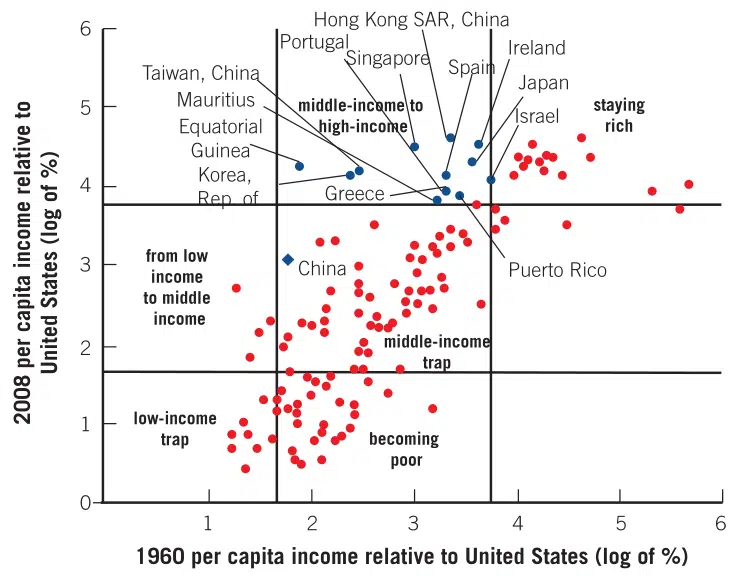 Hong Kong SAR, China
Portugal
Singapore
Spain
Ireland
Taiwan, China
Japan
Mauritius
Israel
Equatorial
Guinea
Korea,
Rep. of
Greece
Puerto Rico
China
middle-income to
high-income
staying
rich
from low
income
to middle
income
middle-income
trap
low-income
trap
becoming
poor
6
5
4
3
2
1
0
1
2
3
4
5
6
2008 per capita income relative to
United States (log of %)
1960 per capita income relative to United States (log of %)